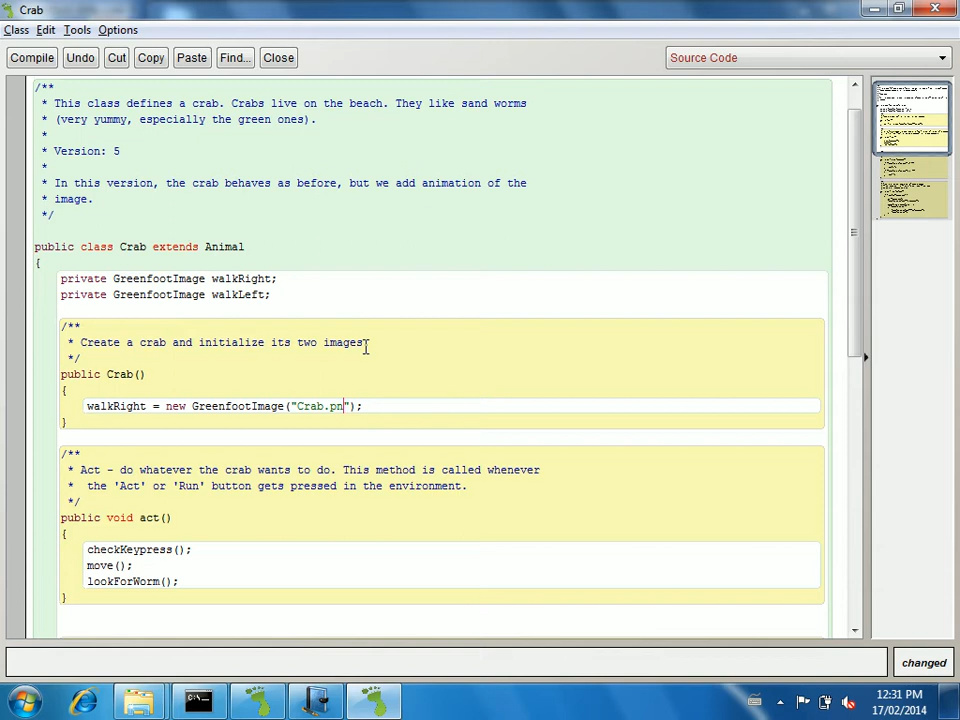 Crab
Class Edit Tools Options
Compile Undo Cut Copy Paste Find... Close Source Code
/**
* This class defines a crab. Crabs live on the beach. They like sand worms
* (very yummy, especially the green ones).
*
* Version: 5
*
* In this version, the crab behaves as before, but we add animation of the
* image.
*/
public class Crab extends Animal
{
private GreenfootImage walkRight;
private GreenfootImage walkLeft;
/**
* Create a crab and initialize its two images
*/
public Crab()
{
walkRight = new GreenfootImage("Crab.pn");
}
/**
* Act - do whatever the crab wants to do. This method is called whenever
*  the 'Act' or 'Run' button gets pressed in the environment.
*/
public void act()
{
checkKeypress();
move();
lookForWorm();
}
changed
12:31 PM
17/02/2014